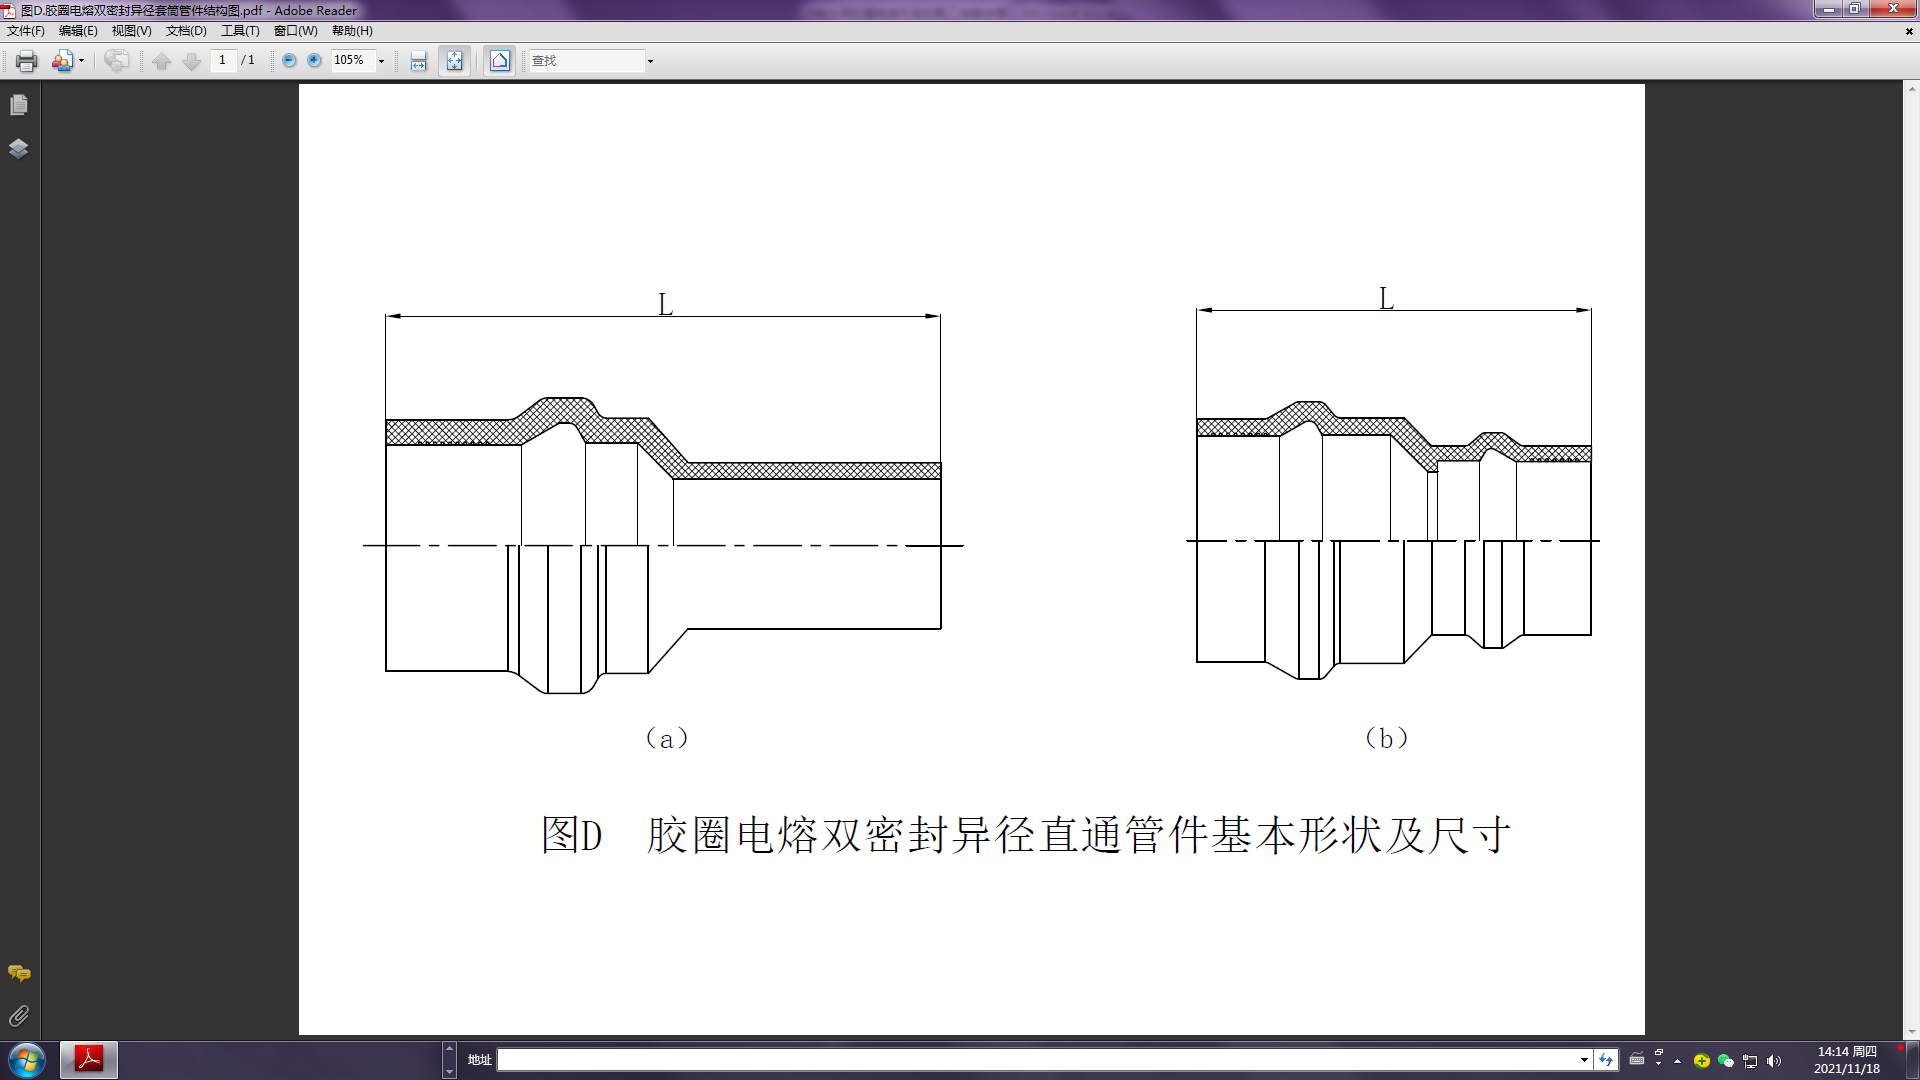 图D.胶圈电熔双密封异径套筒管件结构图.pdf - Adobe Reader
文件(F) 编辑(E) 视图(V) 文档(D) 工具(T) 窗口(W) 帮助(H)
1 / 1 105% 查找
L L
(a) (b)
图D 胶圈电熔双密封异径直通管件基本形状及尺寸
地址
14:14 周四
2021/11/18